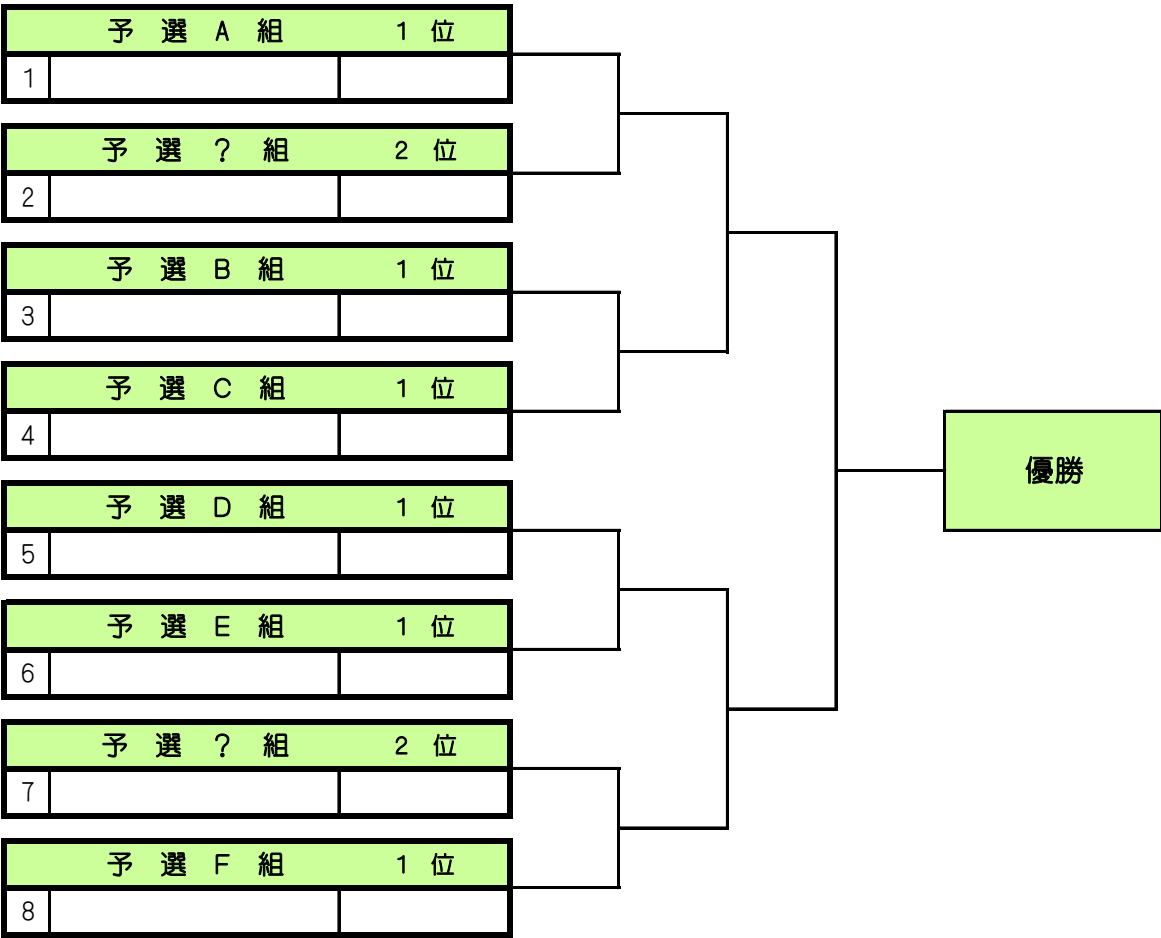 予 選 A 組 1 位
1
予 選 ? 組 2 位
2
予 選 B 組 1 位
3
予 選 C 組 1 位
4
予 選 D 組 1 位
5
予 選 E 組 1 位
6
予 選 ? 組 2 位
7
予 選 F 組 1 位
8
優勝